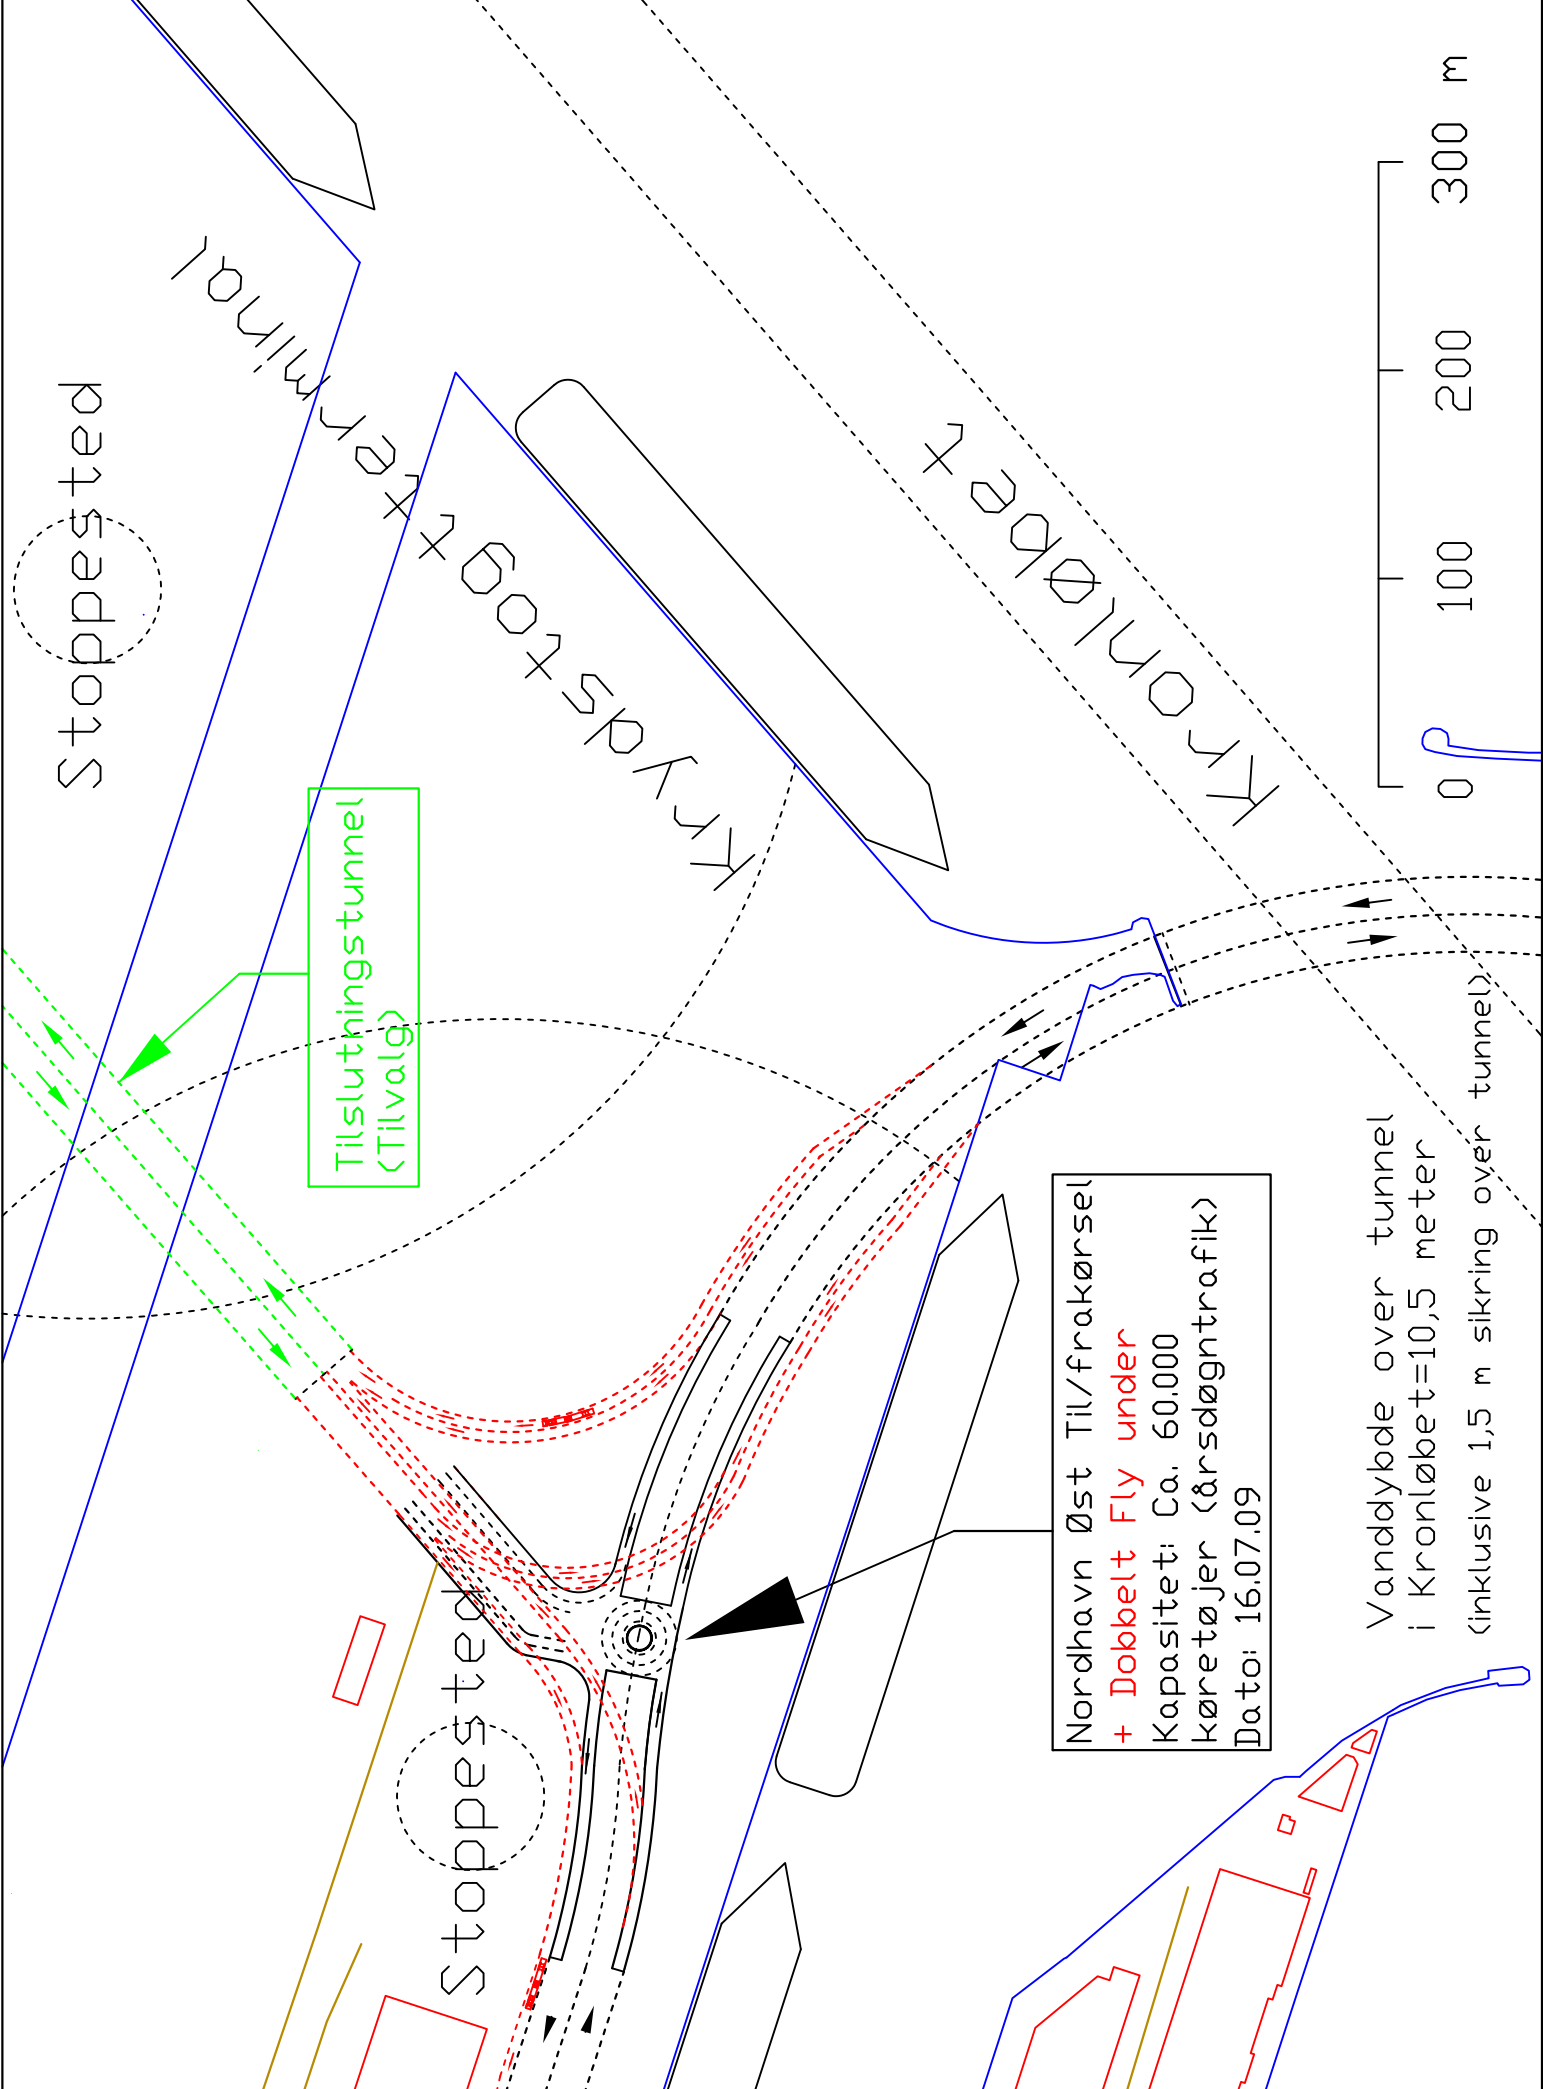 Stoppested
Krydstogt terminal
Tilslutningstunnel
(Tilvalg)
Kronløbet
Stoppested
Nordhavn Øst Til/frakørsel
+ Dobbelt Fly under
Kapasitet: Ca. 60.000
køretøjer (årsdøgntrafik)
Dato: 16.07.09
0 100 200 300 m
Vanddybde over tunnel
i Kronløbet=10,5 meter
(inklusive 1,5 m sikring over tunnel)